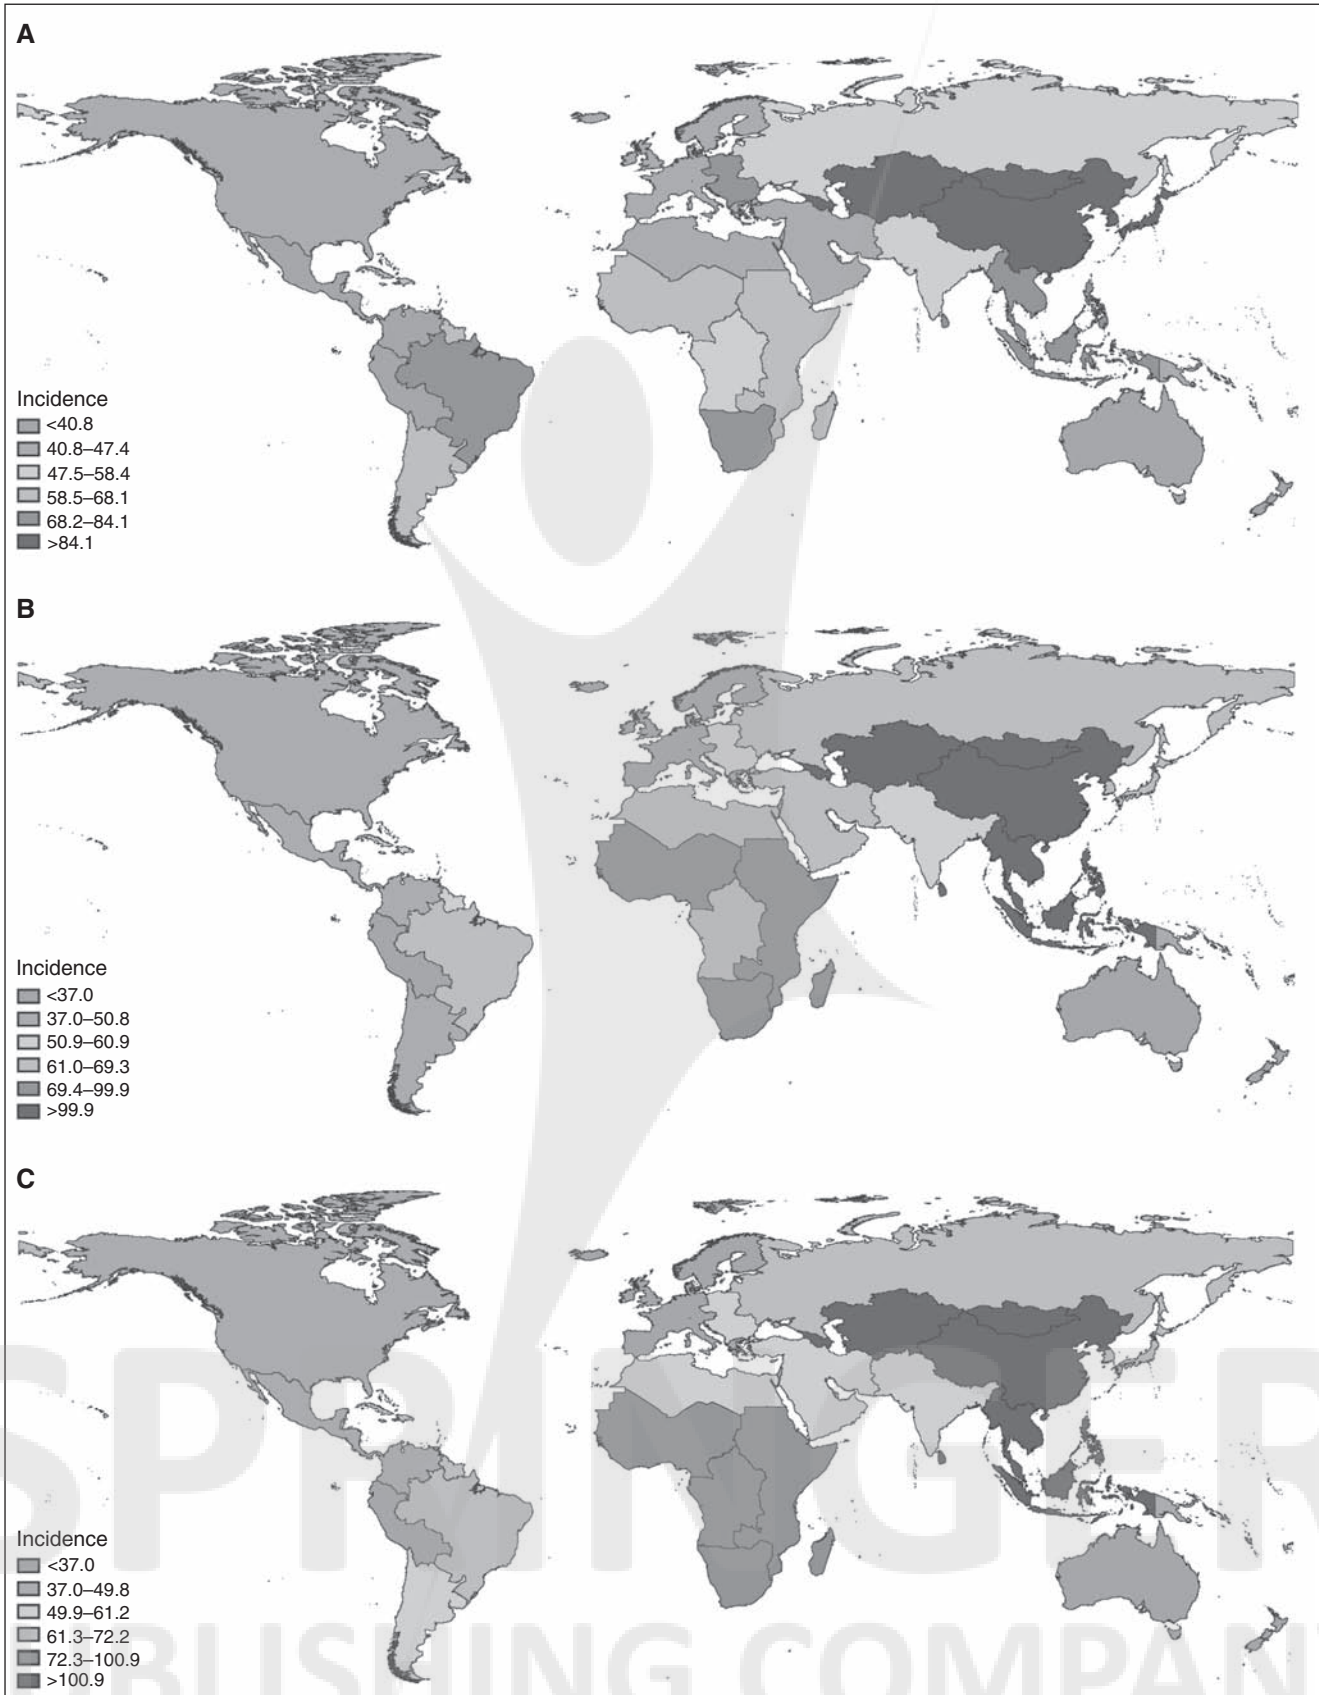 A
Incidence
<40.8
40.8–47.4
47.5–58.4
58.5–68.1
68.2–84.1
>84.1
B
Incidence
<37.0
37.0–50.8
50.9–60.9
61.0–69.3
69.4–99.9
>99.9
C
Incidence
<37.0
37.0–49.8
49.9–61.2
61.3–72.2
72.3–100.9
>100.9
SPRINGER
PUBLISHING COMPANY